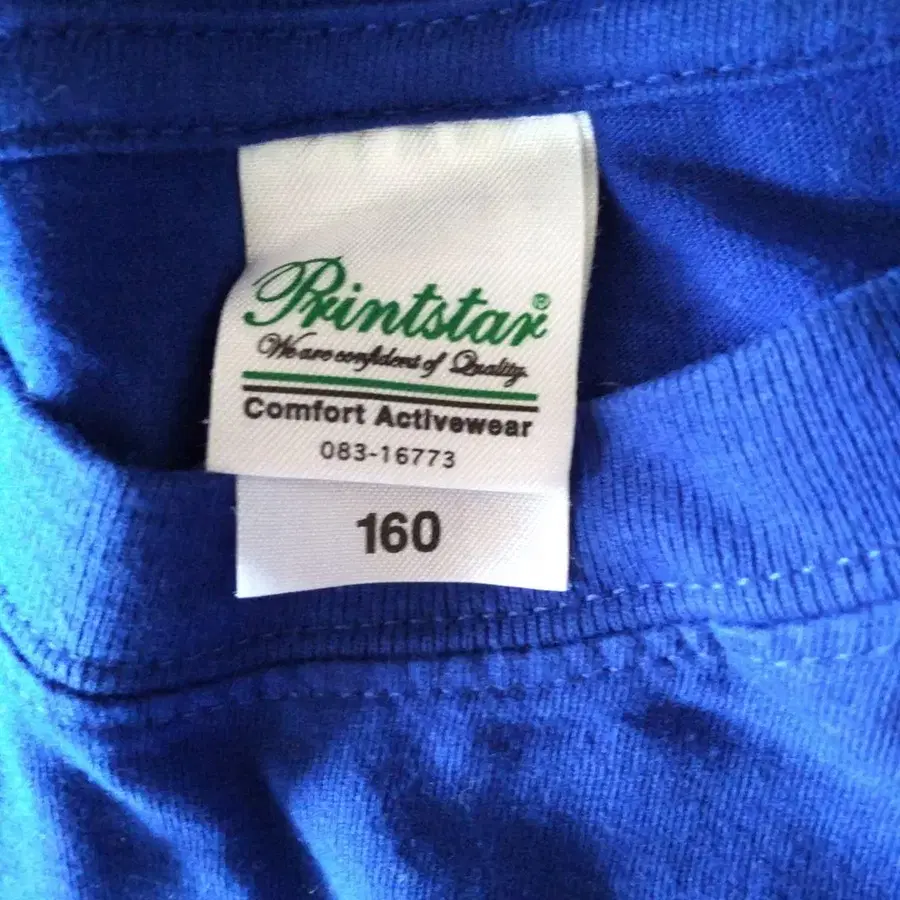 Printstar®
We are confident of Quality.
Comfort Activewear
083-16773
160